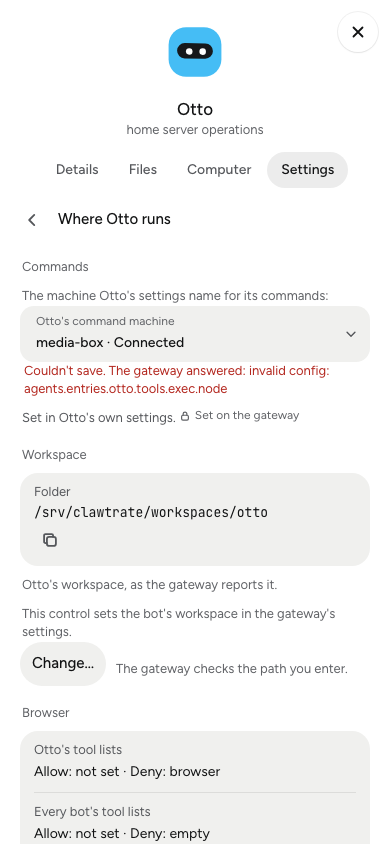 Otto
home server operations
Details
Files
Computer
Settings
Where Otto runs
Commands
The machine Otto's settings name for its commands:
Otto's command machine
media-box · Connected
Couldn't save. The gateway answered: invalid config:
agents.entries.otto.tools.exec.node
Set in Otto's own settings.
Set on the gateway
Workspace
Folder
/srv/clawtrate/workspaces/otto
Otto's workspace, as the gateway reports it.
This control sets the bot's workspace in the gateway's
settings.
Change...
The gateway checks the path you enter.
Browser
Otto's tool lists
Allow: not set · Deny: browser
Every bot's tool lists
Allow: not set · Deny: empty